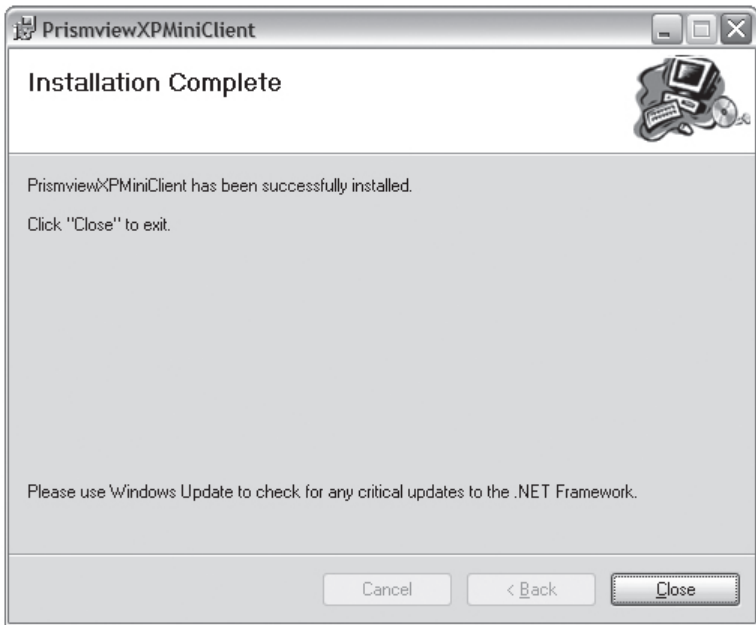 PrismviewXPMiniClient
Installation Complete
PrismviewXPMiniClient has been successfully installed.
Click "Close" to exit.
Please use Windows Update to check for any critical updates to the .NET Framework.
Cancel
< Back
Close